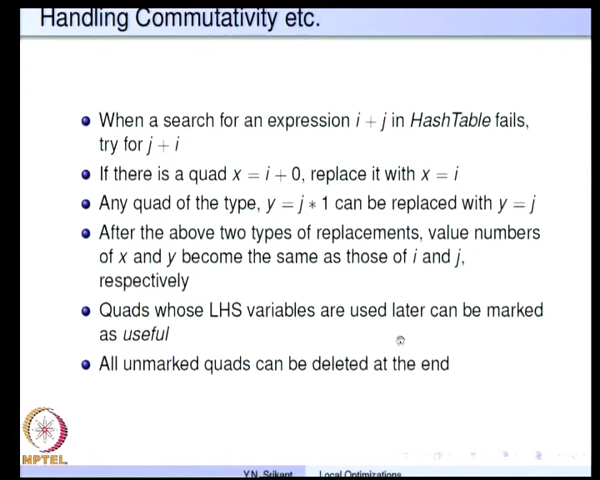 Handling Commutativity etc.
When a search for an expression i + j in HashTable fails,
try for j + i
If there is a quad x = i + 0, replace it with x = i
Any quad of the type, y = j * 1 can be replaced with y = j
After the above two types of replacements, value numbers
of x and y become the same as those of i and j,
respectively
Quads whose LHS variables are used later can be marked
as useful
All unmarked quads can be deleted at the end
NPTEL
Y.N. Srikant Local Optimizations